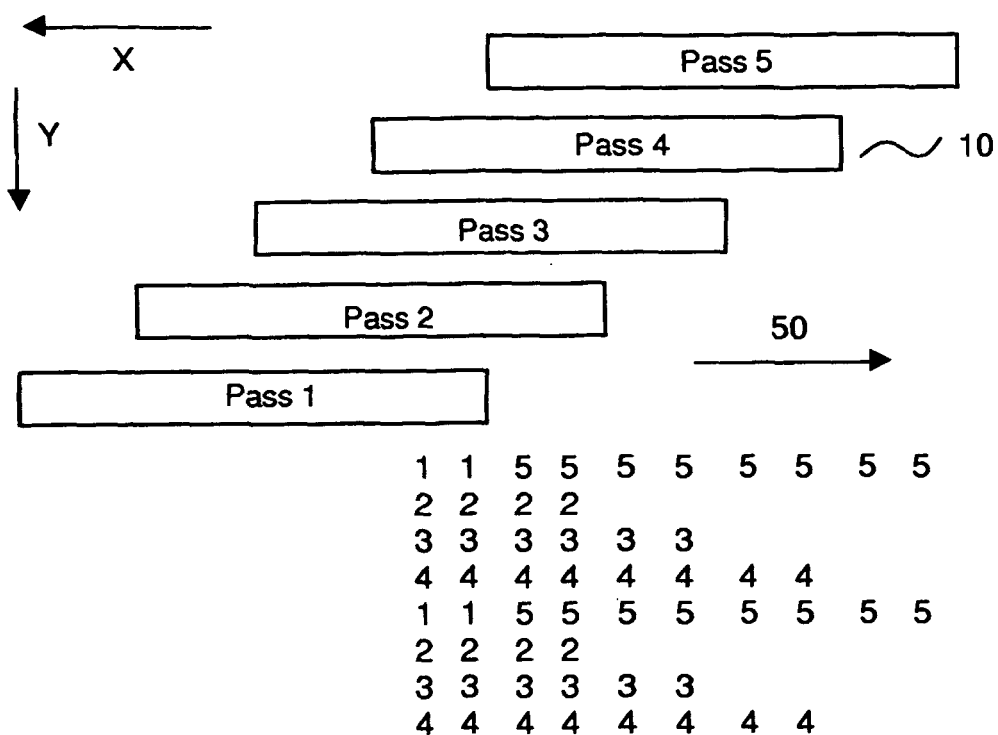 X
Y
Pass 5
Pass 4
10
Pass 3
Pass 2
50
Pass 1
1 1 5 5 5 5 5 5 5 5
2 2 2 2
3 3 3 3 3 3
4 4 4 4 4 4 4 4
1 1 5 5 5 5 5 5 5 5
2 2 2 2
3 3 3 3 3 3
4 4 4 4 4 4 4 4